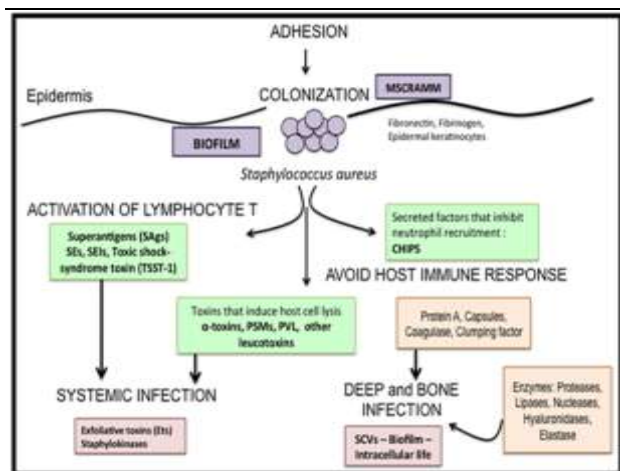 ADHESION
Epidermis
COLONIZATION
MSCRAMM
BIOFILM
Fibronectin, Fibrinogen,
Epidermal keratinocytes
Staphylococcus aureus
ACTIVATION OF LYMPHOCYTE T
Superantigens (SAgs)
SEs, SEls, Toxic shock-
syndrome toxin (TSST-1)
Secreted factors that inhibit
neutrophil recruitment :
CHIPS
AVOID HOST IMMUNE RESPONSE
Toxins that induce host cell lysis
α-toxins, PSMs, PVL, other
leucotoxins
Protein A, Capsules,
Coagulase, Clumping factor
SYSTEMIC INFECTION
DEEP and BONE
INFECTION
Enzymes: Proteases,
Lipases, Nucleases,
Hyaluronidases,
Elastase
Exfoliative toxins (Ets)
Staphylokinases
SCVs – Biofilm –
Intracellular life